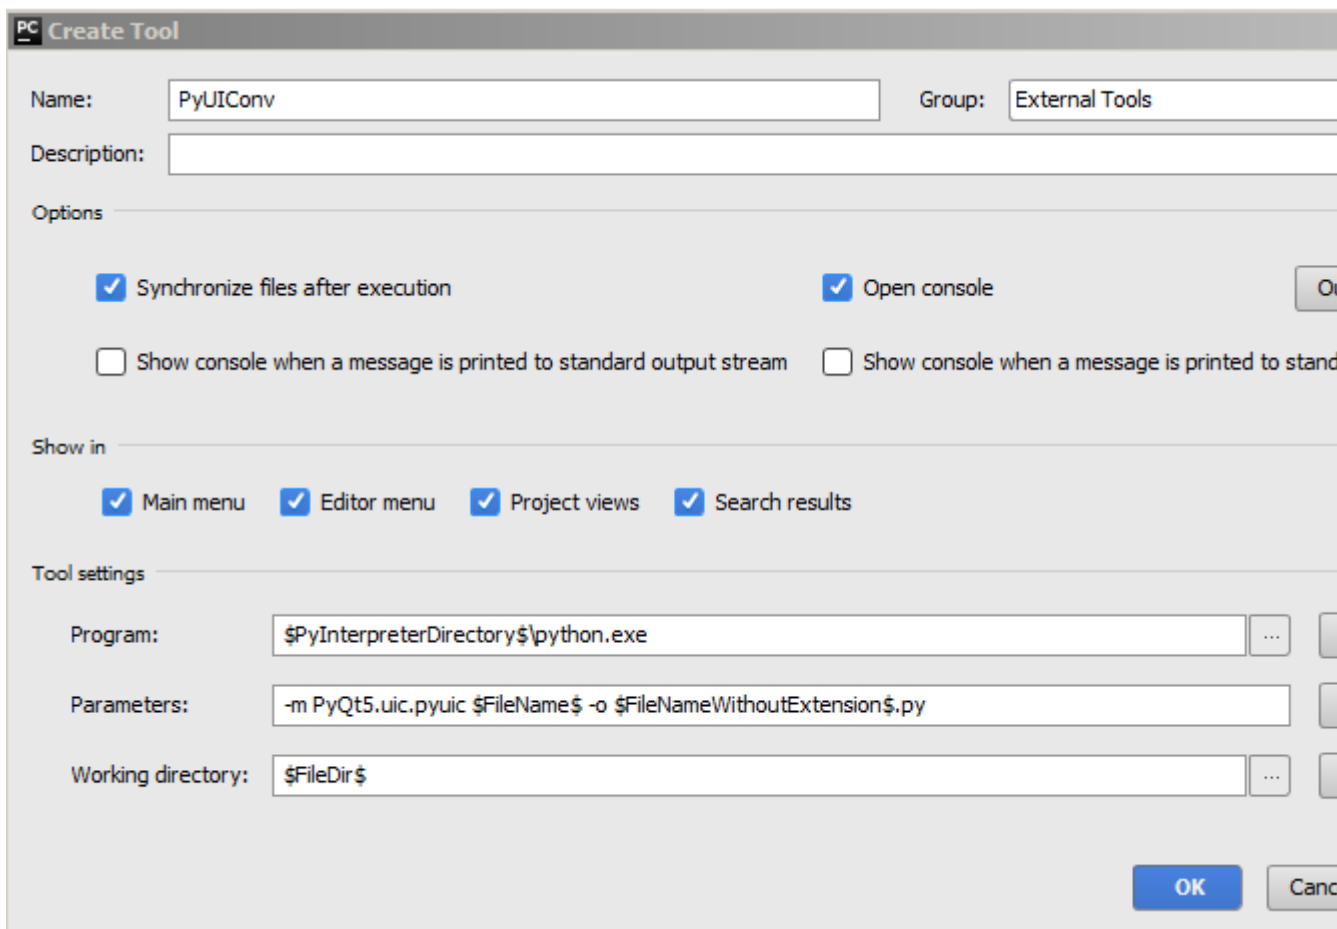 PC Create Tool
Name: PyUIConv Group: External Tools
Description:
Options
Synchronize files after execution Open console
Show console when a message is printed to standard output stream Show console when a message is printed to
Show in
Main menu Editor menu Project views Search results
Tool settings
Program: $PyInterpreterDirectory$\python.exe ...
Parameters: -m PyQt5.uic.pyuic $FileName$ -o $FileNameWithoutExtension$.py
Working directory: $FileDir$ ...
OK